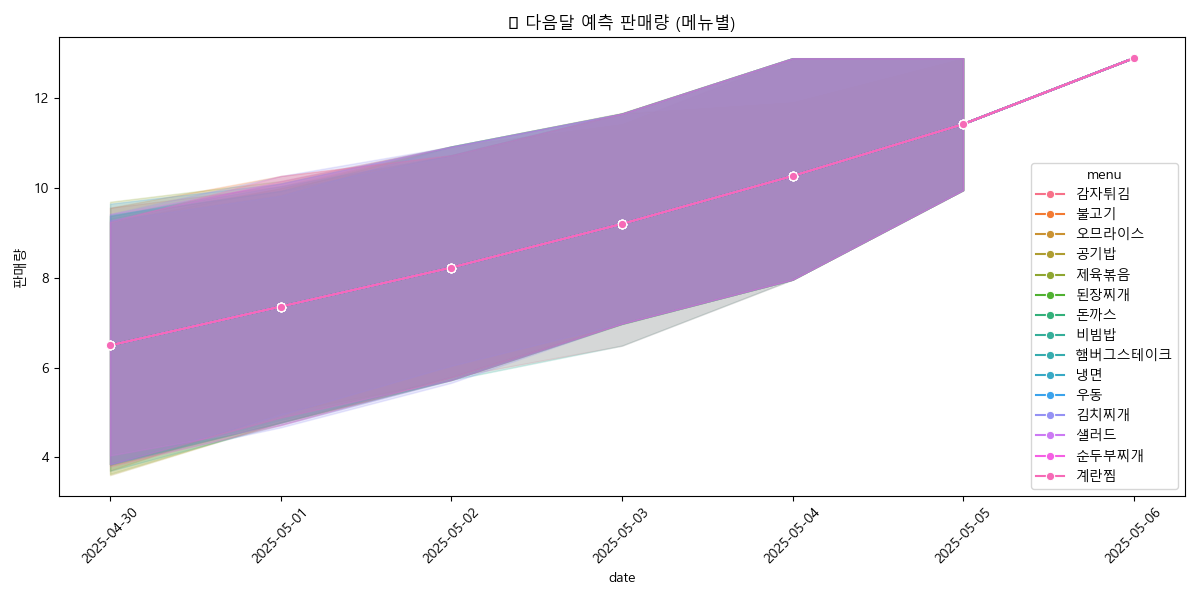 다음달 예측 판매량 (메뉴별)
판매량
12
10
8
6
4
menu
감자튀김
불고기
오므라이스
공기밥
제육볶음
된장찌개
돈까스
비빔밥
햄버그스테이크
냉면
우동
김치찌개
샐러드
순두부찌개
계란찜
2025-04-30
2025-05-01
2025-05-02
2025-05-03
2025-05-04
2025-05-05
2025-05-06
date